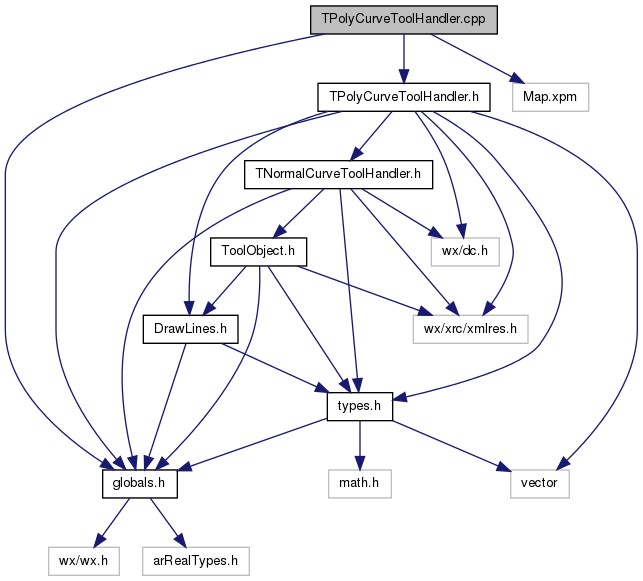 TPolyCurveToolHandler.cpp
TPolyCurveToolHandler.h
Map.xpm
TNormalCurveToolHandler.h
ToolObject.h
wx/dc.h
DrawLines.h
wx/xrc/xmlres.h
types.h
globals.h
math.h
vector
wx/wx.h
arRealTypes.h